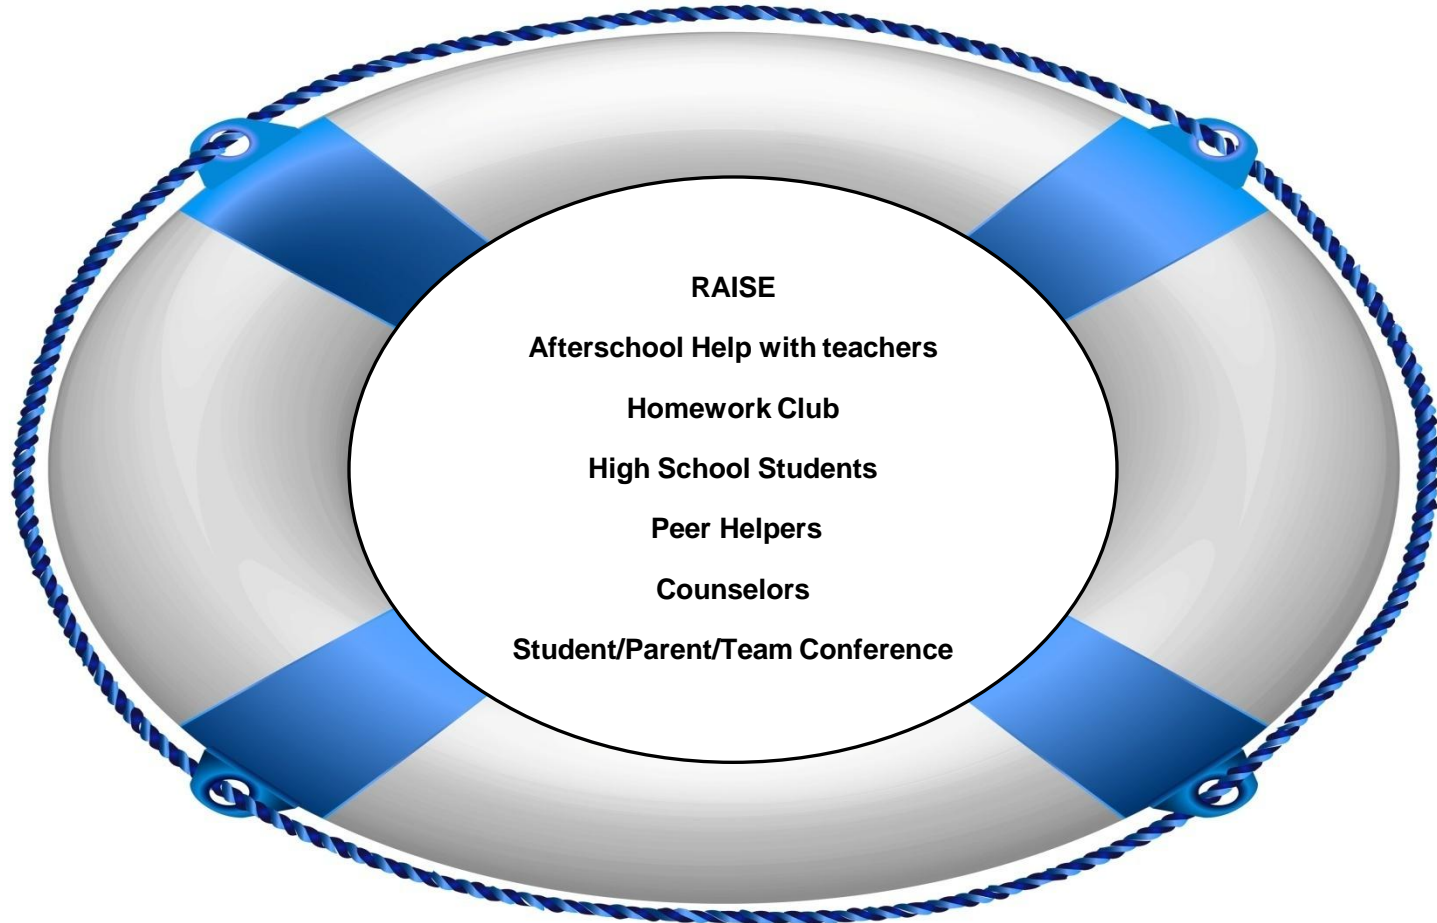 RAISE
Afterschool Help with teachers
Homework Club
High School Students
Peer Helpers
Counselors
Student/Parent/Team Conference